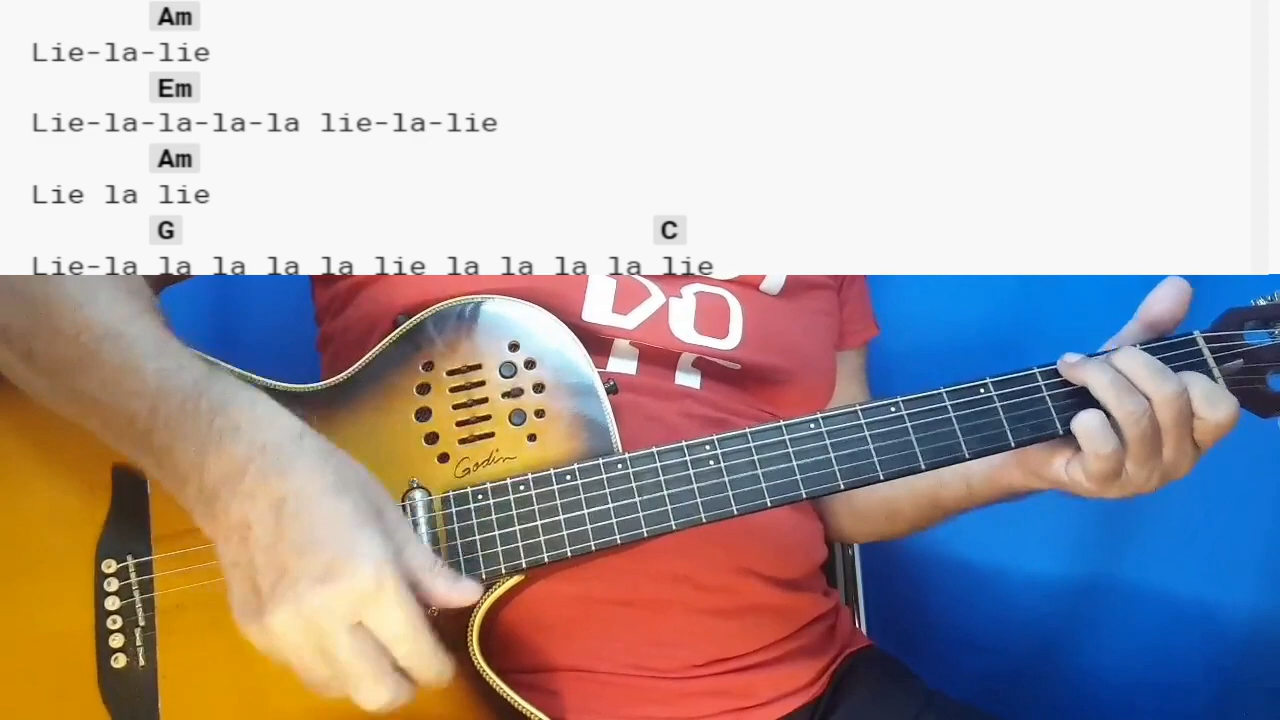 Am
Lie-la-lie
Em
Lie-la-la-la-la lie-la-lie
Am
Lie la lie
G C
Lie-la la la la la lie la la la la lie
DO
Godin